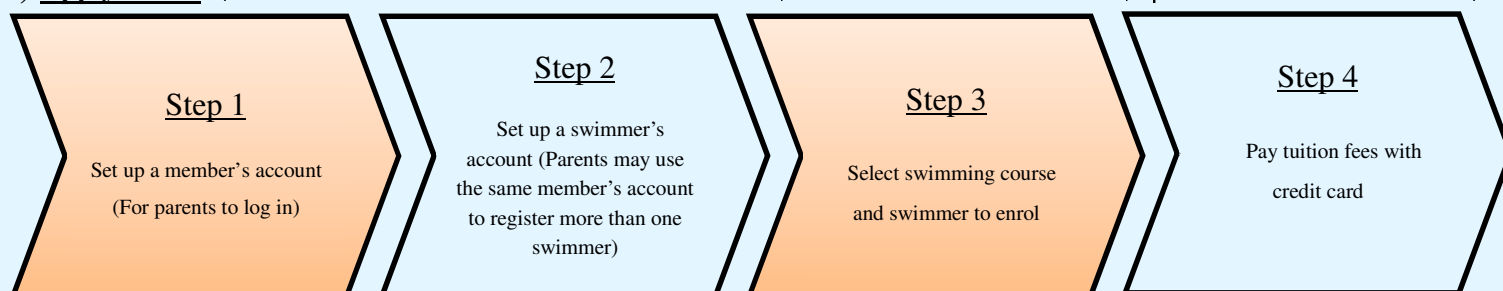 Step 1
Set up a member's account
(For parents to log in)
Step 2
Set up a swimmer's
account (Parents may use
the same member's account
to register more than one
swimmer)
Step 3
Select swimming course
and swimmer to enrol
Step 4
Pay tuition fees with
credit card